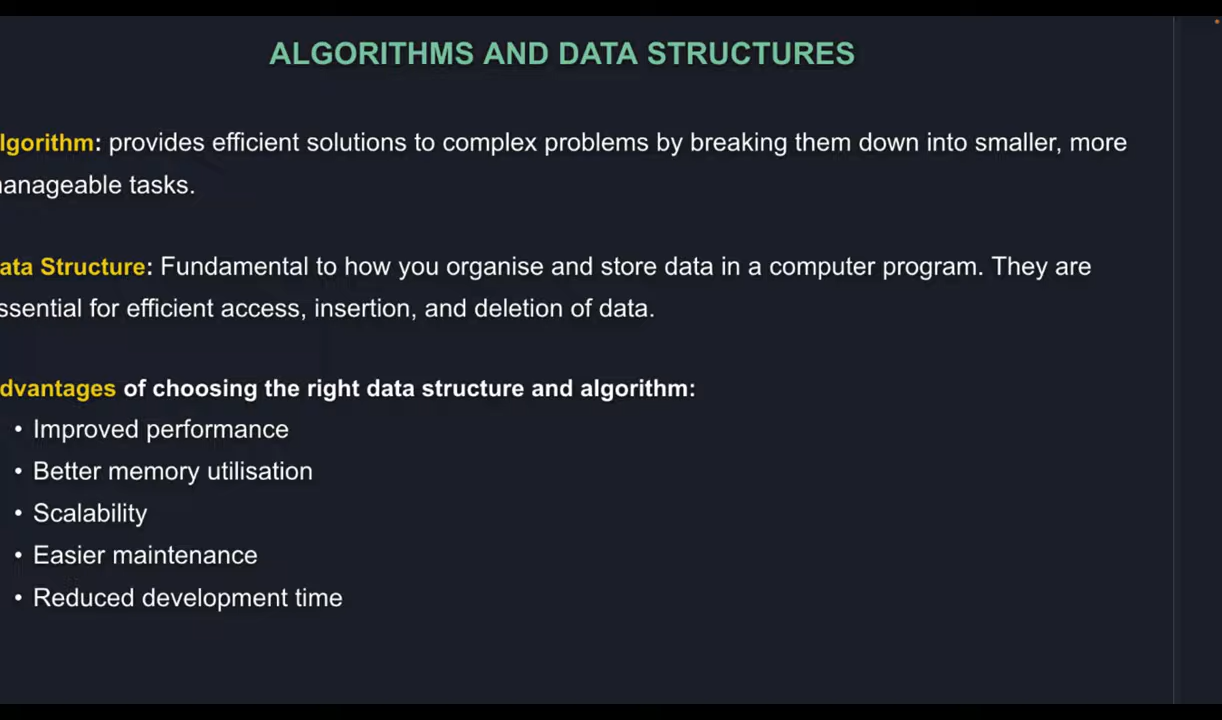 ALGORITHMS AND DATA STRUCTURES
lgorithm: provides efficient solutions to complex problems by breaking them down into smaller, more
anageable tasks.
ata Structure: Fundamental to how you organise and store data in a computer program. They are
ssential for efficient access, insertion, and deletion of data.
dvantages of choosing the right data structure and algorithm:
• Improved performance
• Better memory utilisation
• Scalability
• Easier maintenance
• Reduced development time